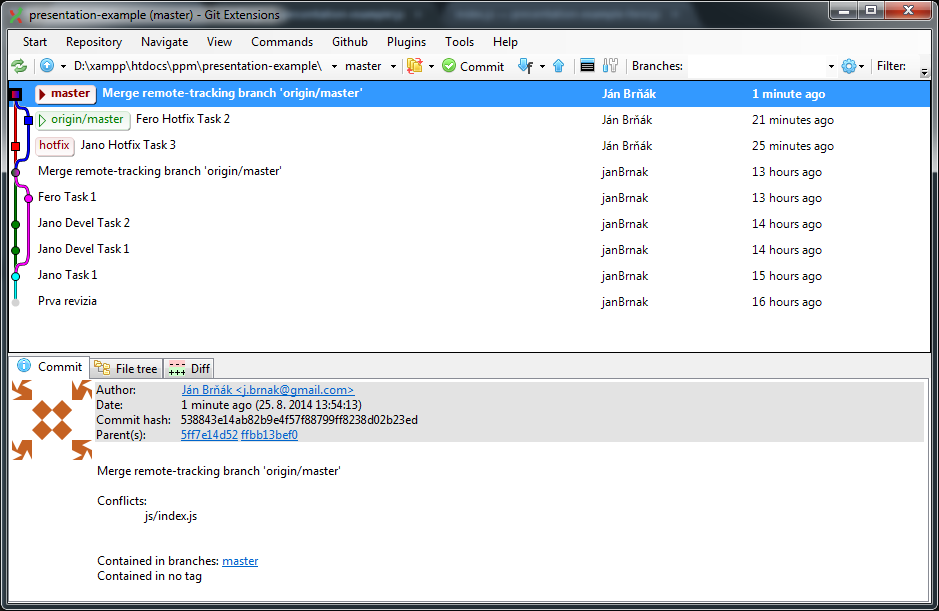 presentation-example (master) - Git Extensions
Start Repository Navigate View Commands Github Plugins Tools Help
D:\xampp\htdocs\ppm\presentation-example\ master Commit Branches: Filter:
master Merge remote-tracking branch 'origin/master' Ján Brňák 1 minute ago
origin/master Fero Hotfix Task 2 Ján Brňák 21 minutes ago
hotfix Jano Hotfix Task 3 Ján Brňák 25 minutes ago
Merge remote-tracking branch 'origin/master' janBrnak 13 hours ago
Fero Task 1 janBrnak 13 hours ago
Jano Devel Task 2 janBrnak 14 hours ago
Jano Devel Task 1 janBrnak 14 hours ago
Jano Task 1 janBrnak 15 hours ago
Prva revizia janBrnak 16 hours ago
Commit File tree Diff
Author: Ján Brňák <j.brnak@gmail.com>
Date: 1 minute ago (25. 8. 2014 13:54:13)
Commit hash: 538843e14ab82b9e4f57f88799ff8238d02b23ed
Parent(s): 5ff7e14d52 ffbb13bef0
Merge remote-tracking branch 'origin/master'
Conflicts:
js/index.js
Contained in branches: master
Contained in no tag